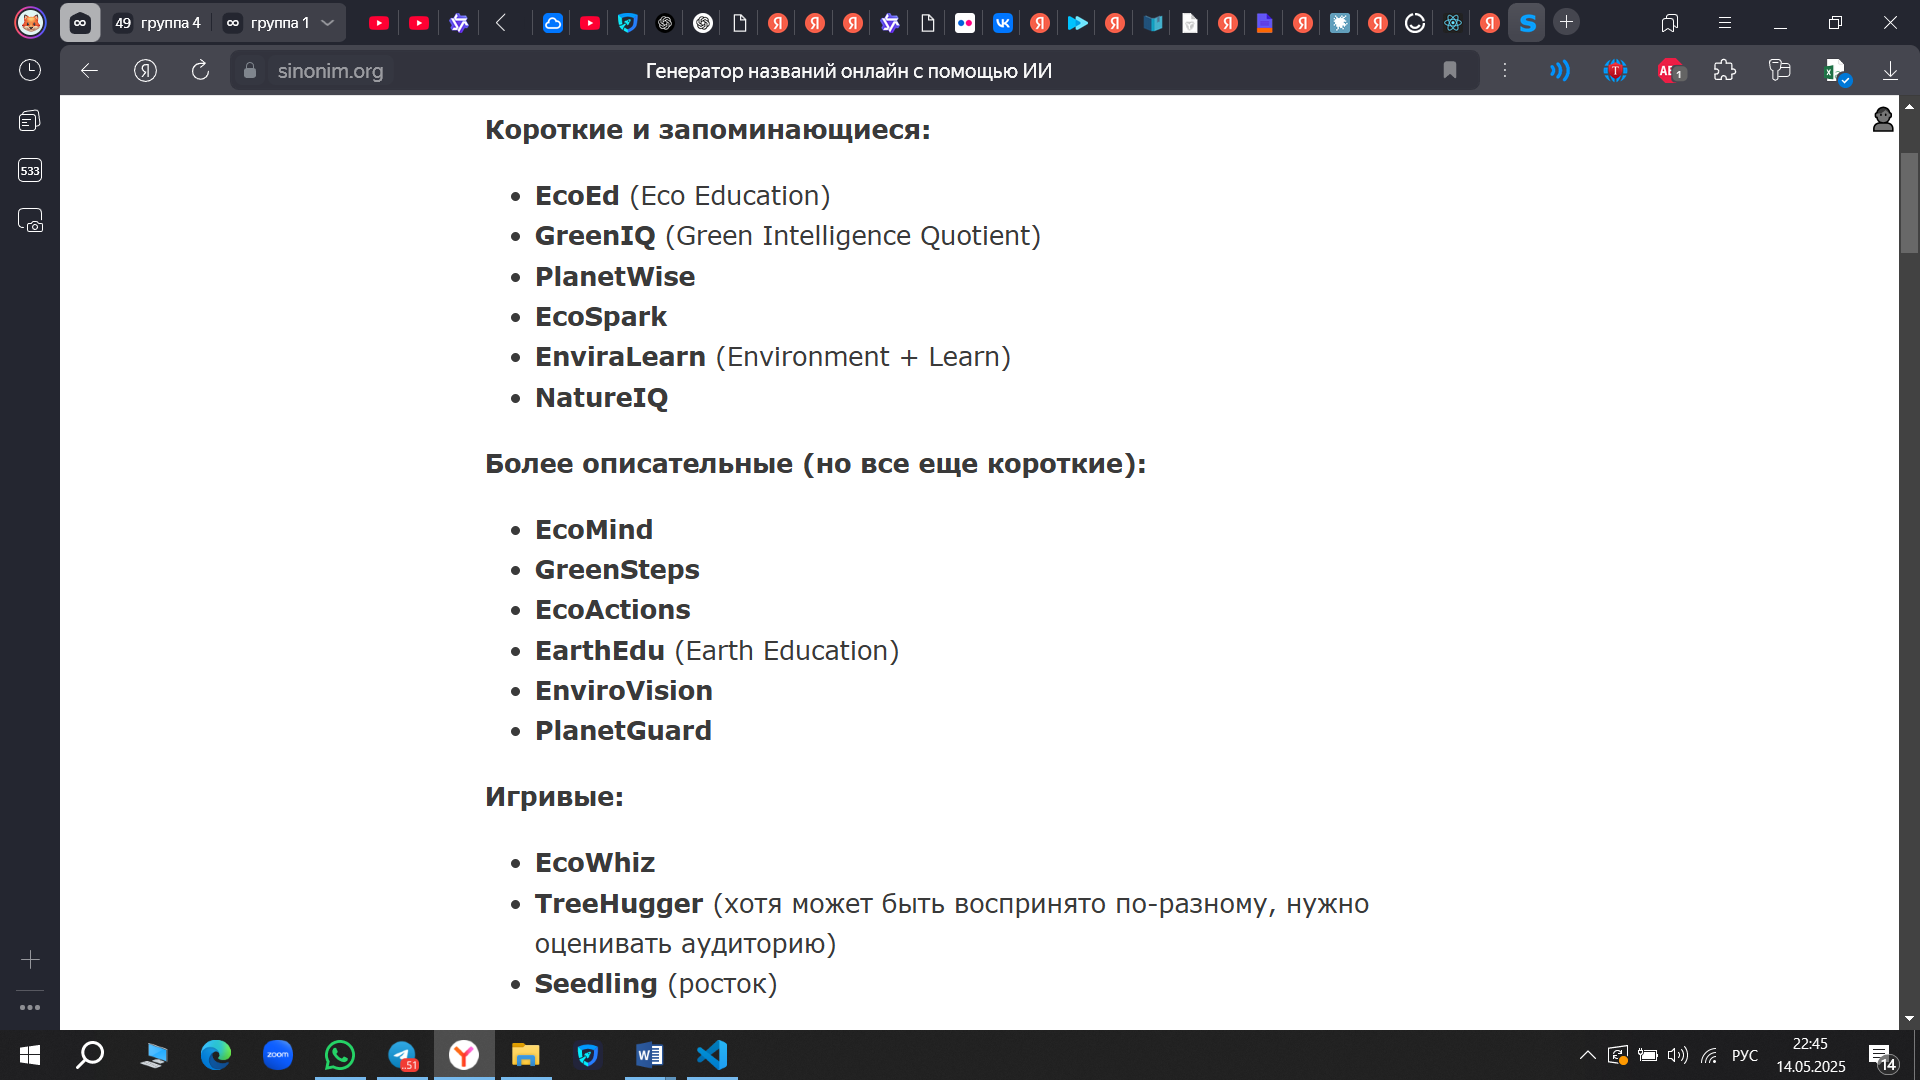 49 группа 4
группа 1
sinonim.org
Генератор названий онлайн с помощью ИИ
533
1
Короткие и запоминающиеся:
EcoEd (Eco Education)
GreenIQ (Green Intelligence Quotient)
PlanetWise
EcoSpark
EnviraLearn (Environment + Learn)
NatureIQ
Более описательные (но все еще короткие):
EcoMind
GreenSteps
EcoActions
EarthEdu (Earth Education)
EnviroVision
PlanetGuard
Игривые:
EcoWhiz
TreeHugger (хотя может быть воспринято по-разному, нужно
оценивать аудиторию)
Seedling (росток)
zoom
..51
РУС
22:45
14.05.2025
14